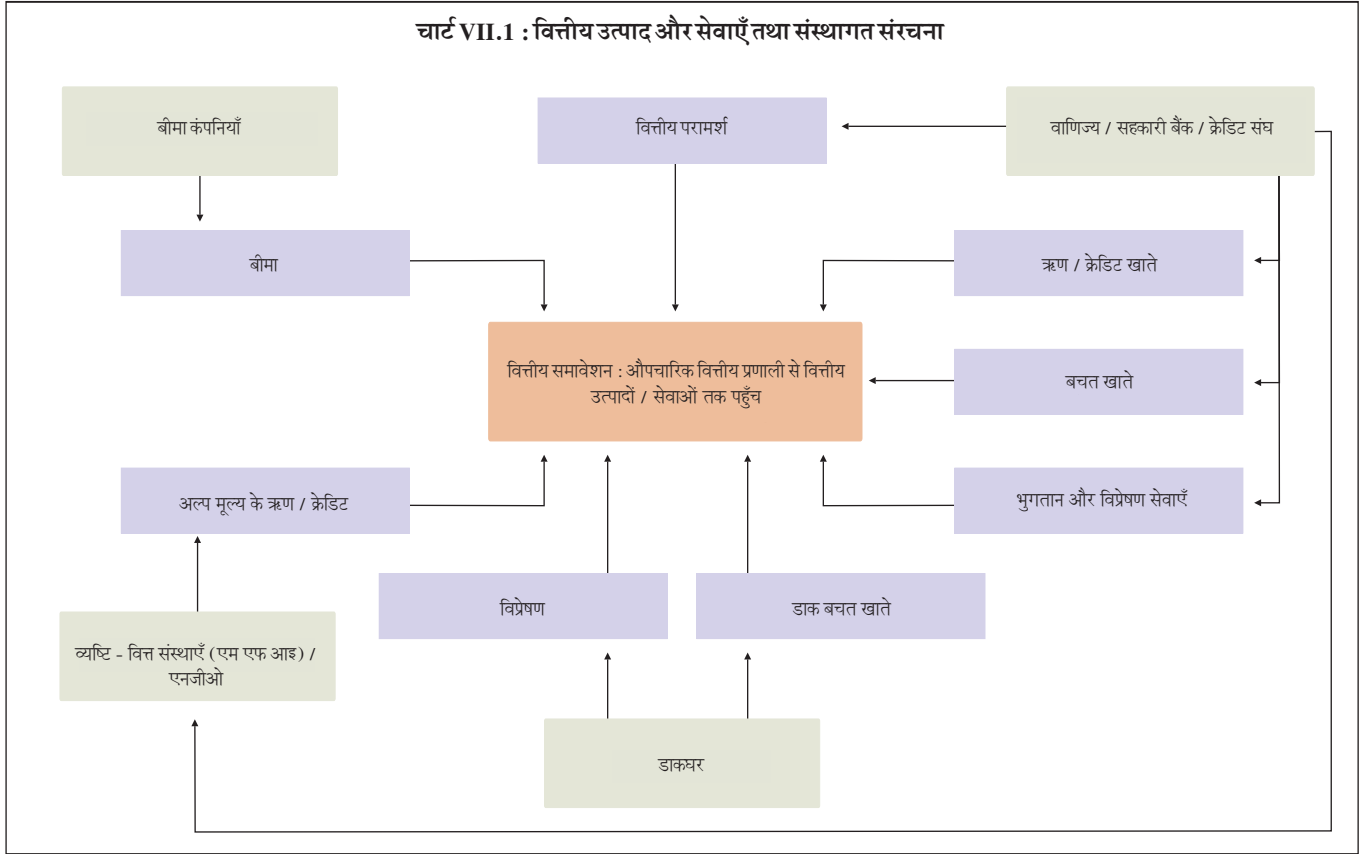 चार्ट VII.1 : वित्तीय उत्पाद और सेवाएँ तथा संस्थागत संरचना
बीमा कंपनियाँ
वित्तीय परामर्श
वाणिज्य / सहकारी बैंक / क्रेडिट संघ
बीमा
ऋण / क्रेडिट खाते
वित्तीय समावेशन : औपचारिक वित्तीय प्रणाली से वित्तीय
उत्पादों / सेवाओं तक पहुँच
बचत खाते
अल्प मूल्य के ऋण / क्रेडिट
भुगतान और विप्रेषण सेवाएँ
विप्रेषण
डाक बचत खाते
व्यष्टि - वित्त संस्थाएँ (एम एफ आइ) /
एनजीओ
डाकघर